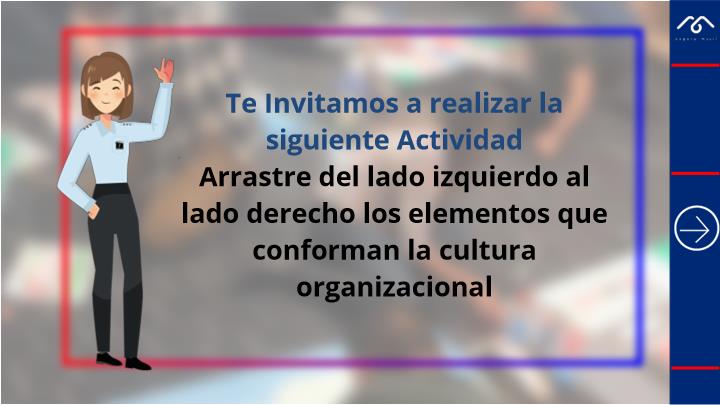 Te Invitamos a realizar la
siguiente Actividad
Arrastre del lado izquierdo al
lado derecho los elementos que
conforman la cultura
organizacional